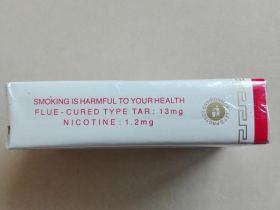 SMOKING IS HARMFUL TO YOUR HEALTH
FLUE-CURED TYPE TAR: 13mg
NICOTINE: 1.2mg